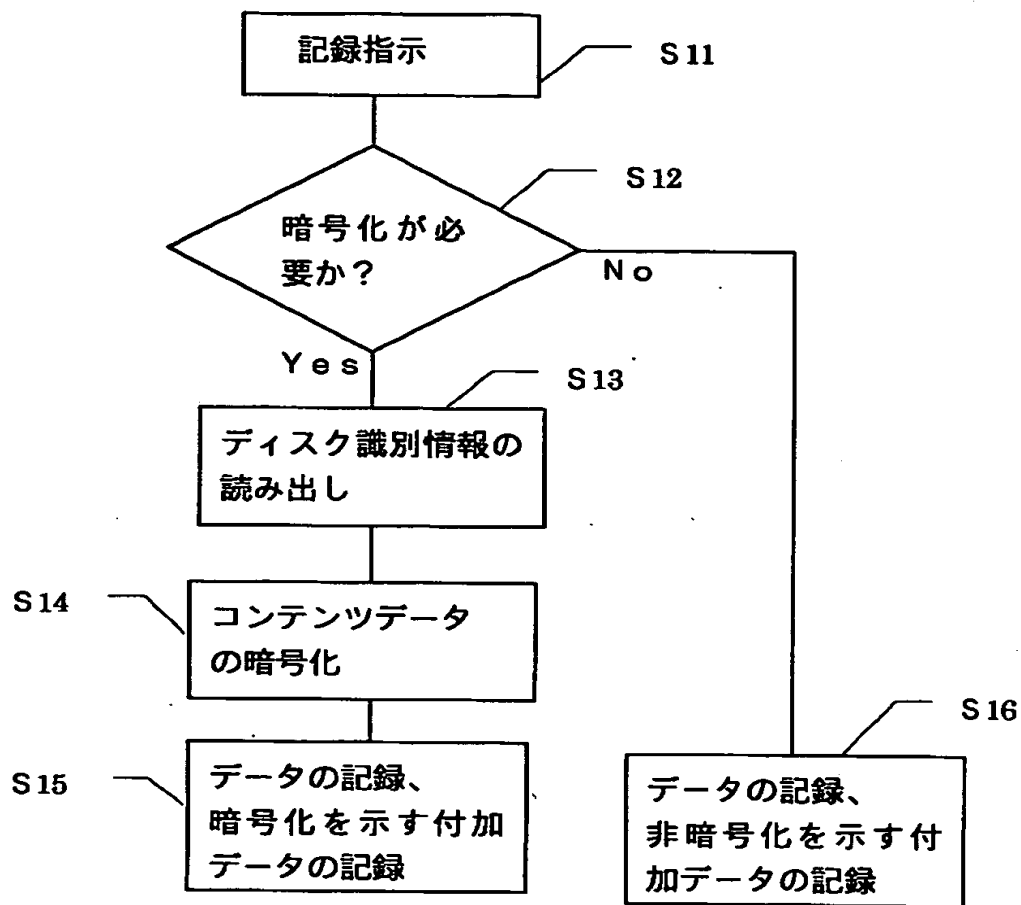 記録指示
S11
S12
暗号化が必
要か？
No
Yes
S13
ディスク識別情報の
読み出し
S14
コンテンツデータ
の暗号化
S15
データの記録、
暗号化を示す付加
データの記録
S16
データの記録、
非暗号化を示す付
加データの記録